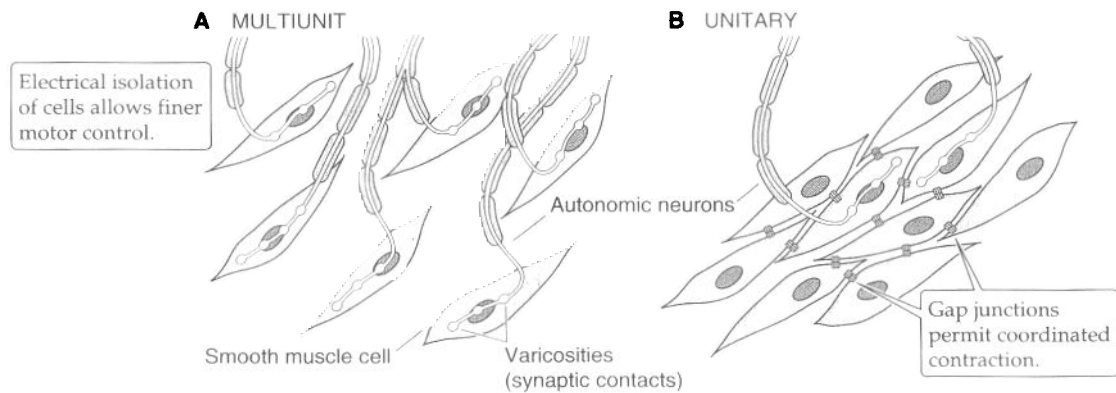 A MULTIUNIT
B UNITARY
Electrical isolation
of cells allows finer
motor control.
Autonomic neurons
Smooth muscle cell
Varicosities
(synaptic contacts)
Gap junctions
permit coordinated
contraction.